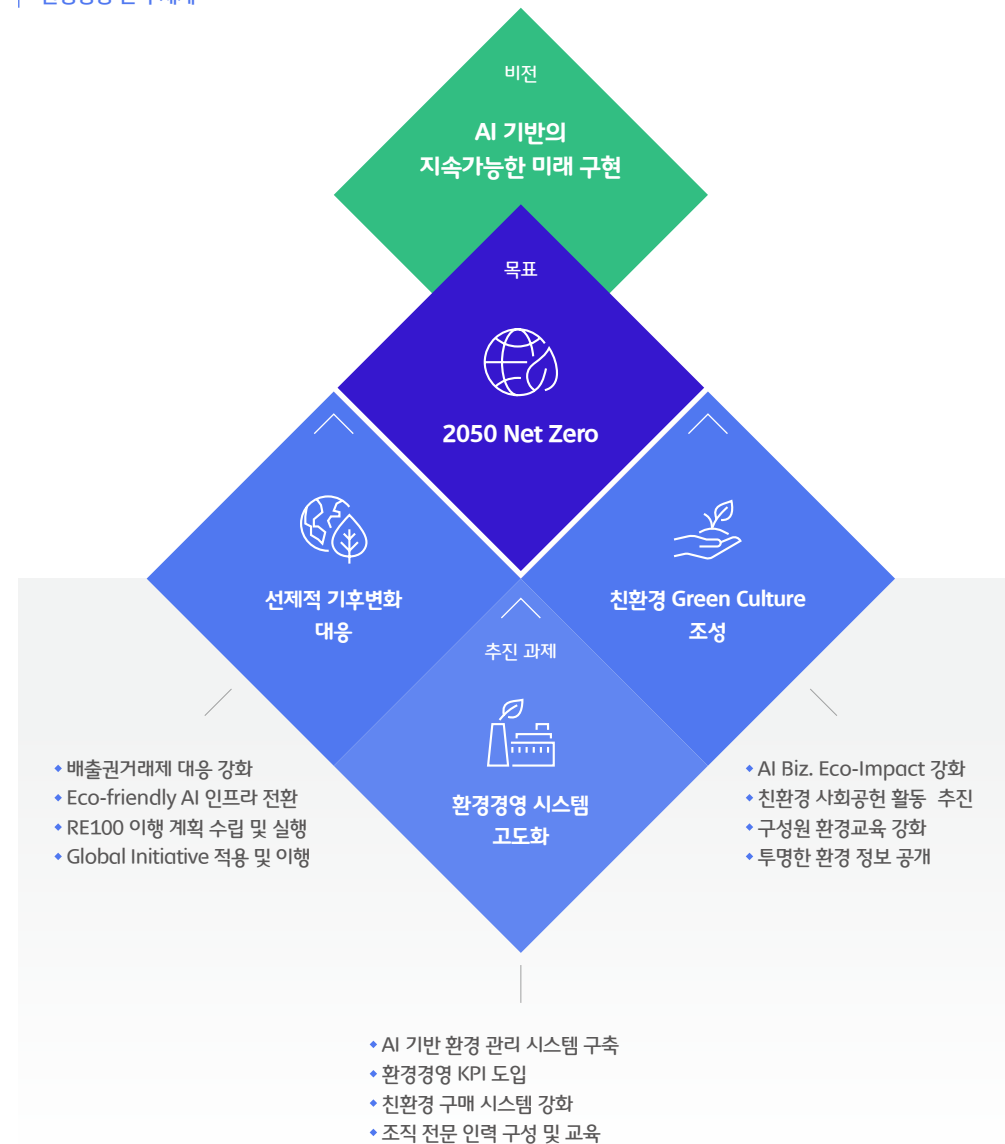 비전
AI 기반의
지속가능한 미래 구현
목표
2050 Net Zero
선제적 기후변화
대응
친환경 Green Culture
조성
추진 과제
환경경영 시스템
고도화
배출권거래제 대응 강화
Eco-friendly AI 인프라 전환
RE100 이행 계획 수립 및 실행
Global Initiative 적용 및 이행
AI Biz. Eco-Impact 강화
친환경 사회공헌 활동 추진
구성원 환경교육 강화
투명한 환경 정보 공개
AI 기반 환경 관리 시스템 구축
환경경영 KPI 도입
친환경 구매 시스템 강화
조직 전문 인력 구성 및 교육